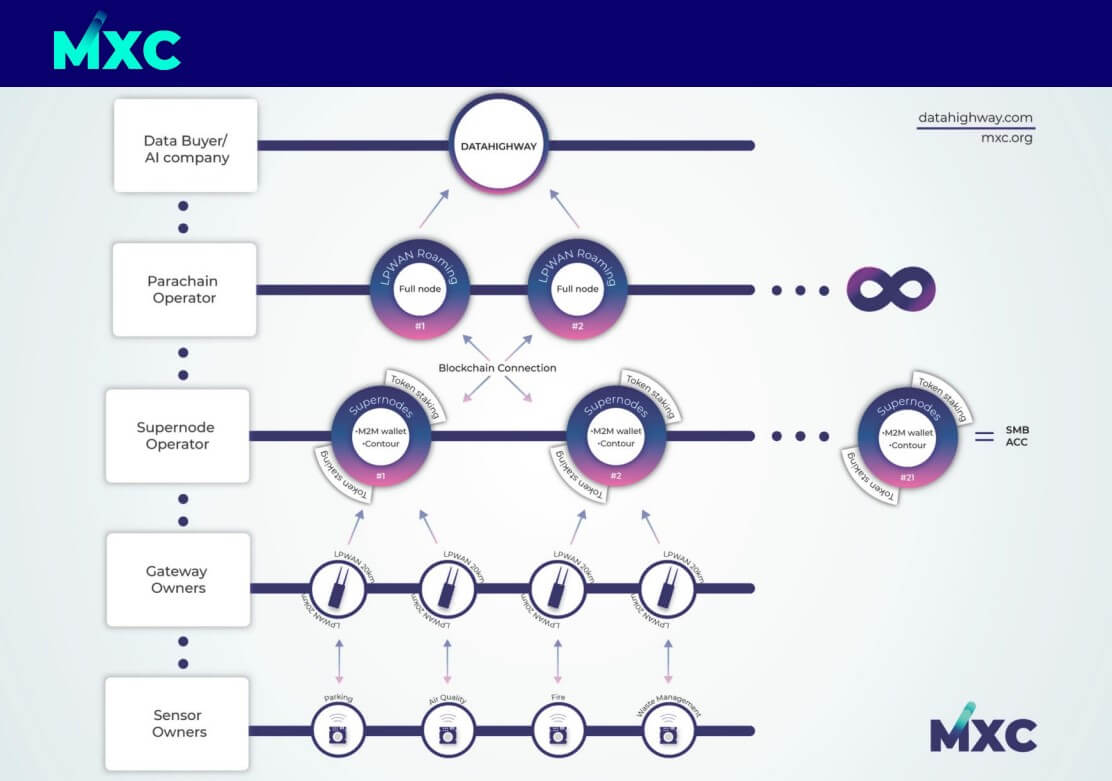 MXC
datahighway.com
mxc.org
Data Buyer/
AI company
DATAHIGHWAY
Parachain
Operator
LPWAN Roaming
Full node
#1
LPWAN Roaming
Full node
#2
Blockchain Connection
Supernode
Operator
Token staking
Supernodes
•M2M wallet
•Contour
#1
Token staking
Token staking
Supernodes
•M2M wallet
•Contour
#2
Token staking
Token staking
Supernodes
•M2M wallet
•Contour
#21
Token staking
= SMB
ACC
Gateway
Owners
LPWAN 20km
LPWAN 20km
LPWAN 20km
LPWAN 20km
LPWAN 20km
LPWAN 20km
LPWAN 20km
LPWAN 20km
Sensor
Owners
Parking
Air Quality
Fire
Waste Management
MXC